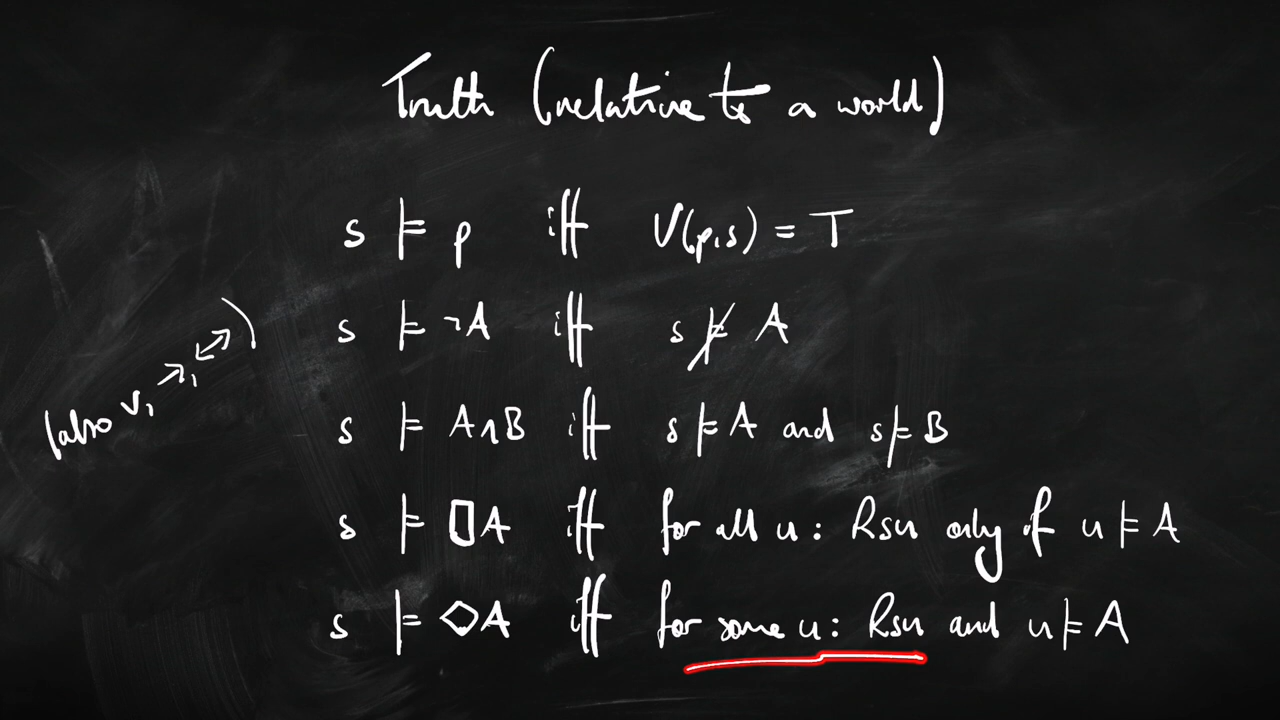 Truth (relative to a world)
s ⊨ p iff V(p,s) = T
s ⊨ ¬A iff s ⊭ A
(also ∨, →, ↔)
s ⊨ A∧B iff s ⊨ A and s ⊨ B
s ⊨ □A iff for all u: Rsu only if u ⊨ A
s ⊨ ◇A iff for some u: Rsu and u ⊨ A